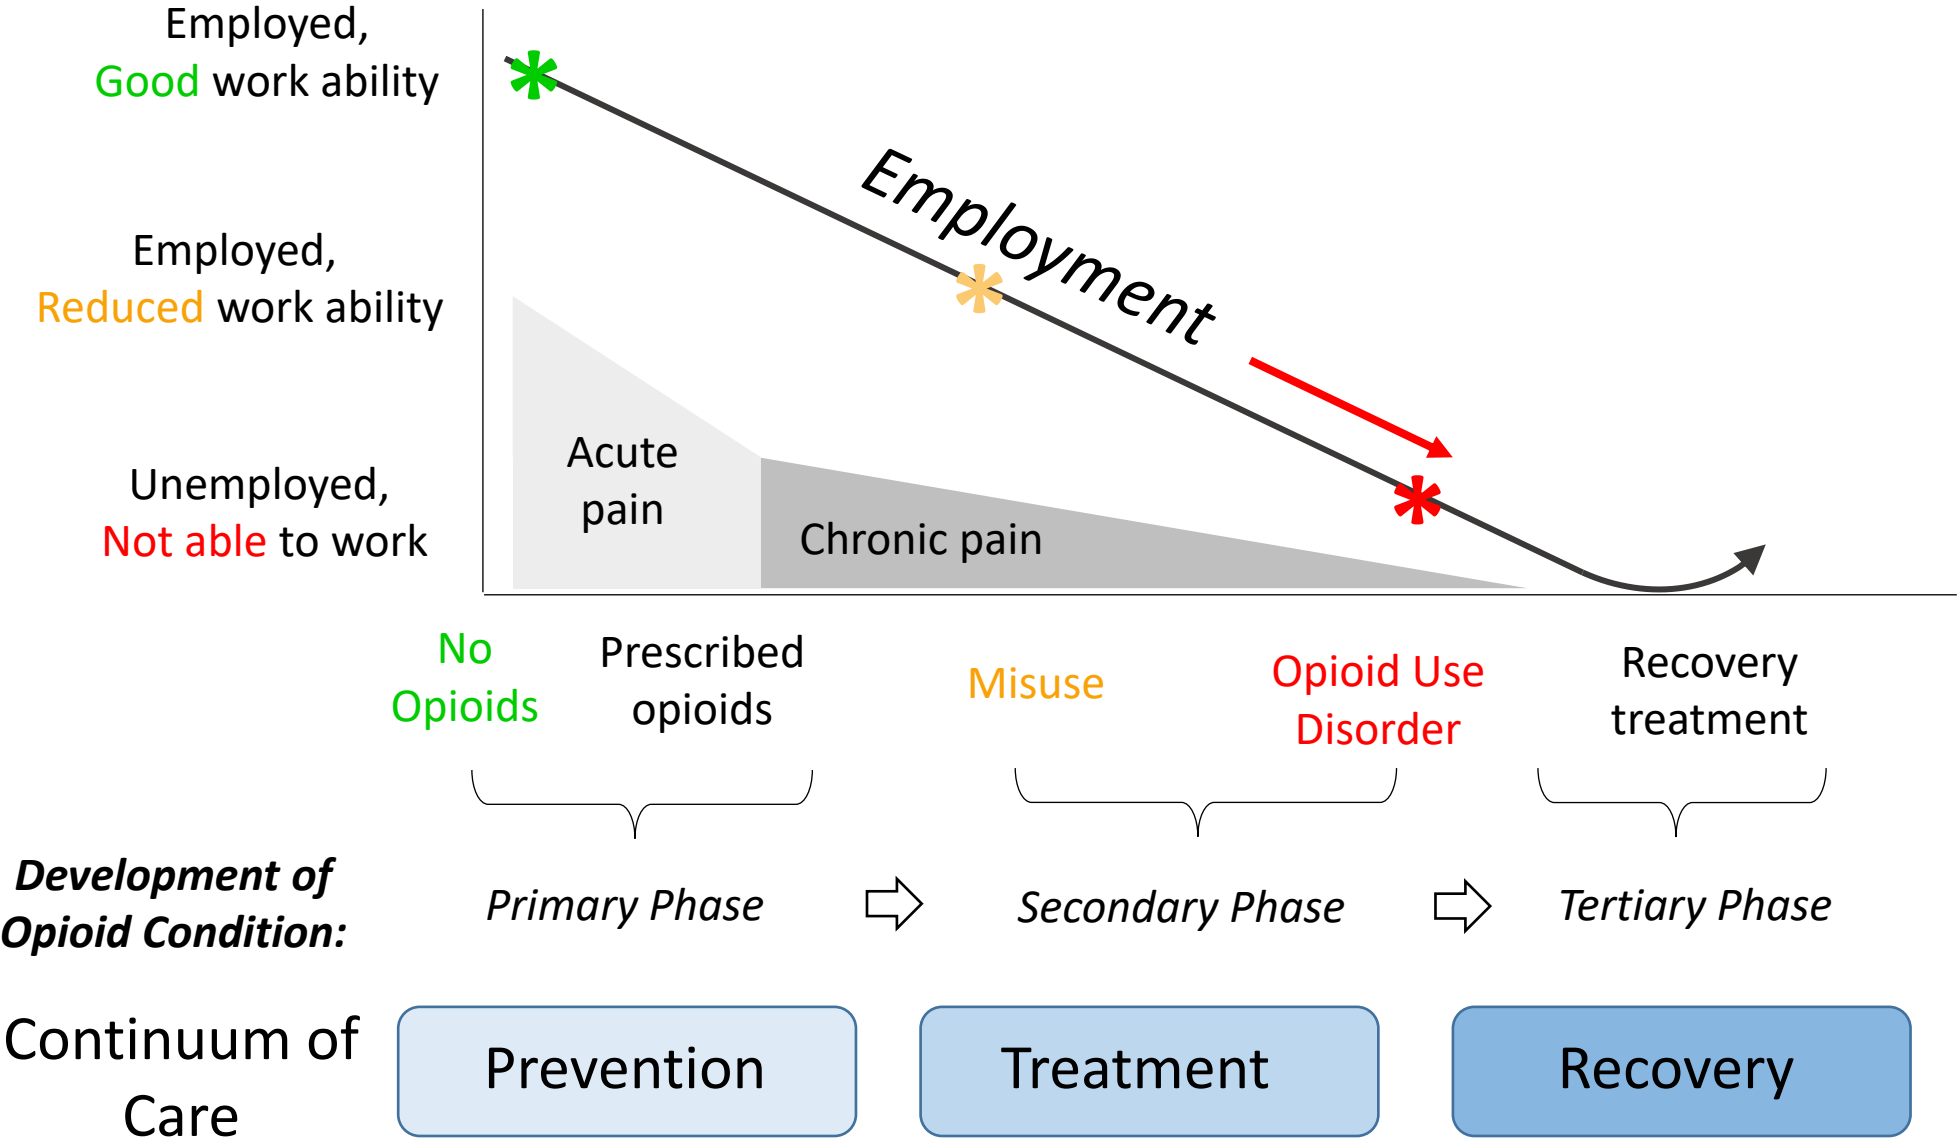 Employed,
Good work ability
Employment
Employed,
Reduced work ability
Acute
pain
Chronic pain
Unemployed,
Not able to work
No
Opioids
Prescribed
opioids
Misuse
Opioid Use
Disorder
Recovery
treatment
Development of
Opioid Condition:
Primary Phase
Secondary Phase
Tertiary Phase
Continuum of
Care
Prevention
Treatment
Recovery